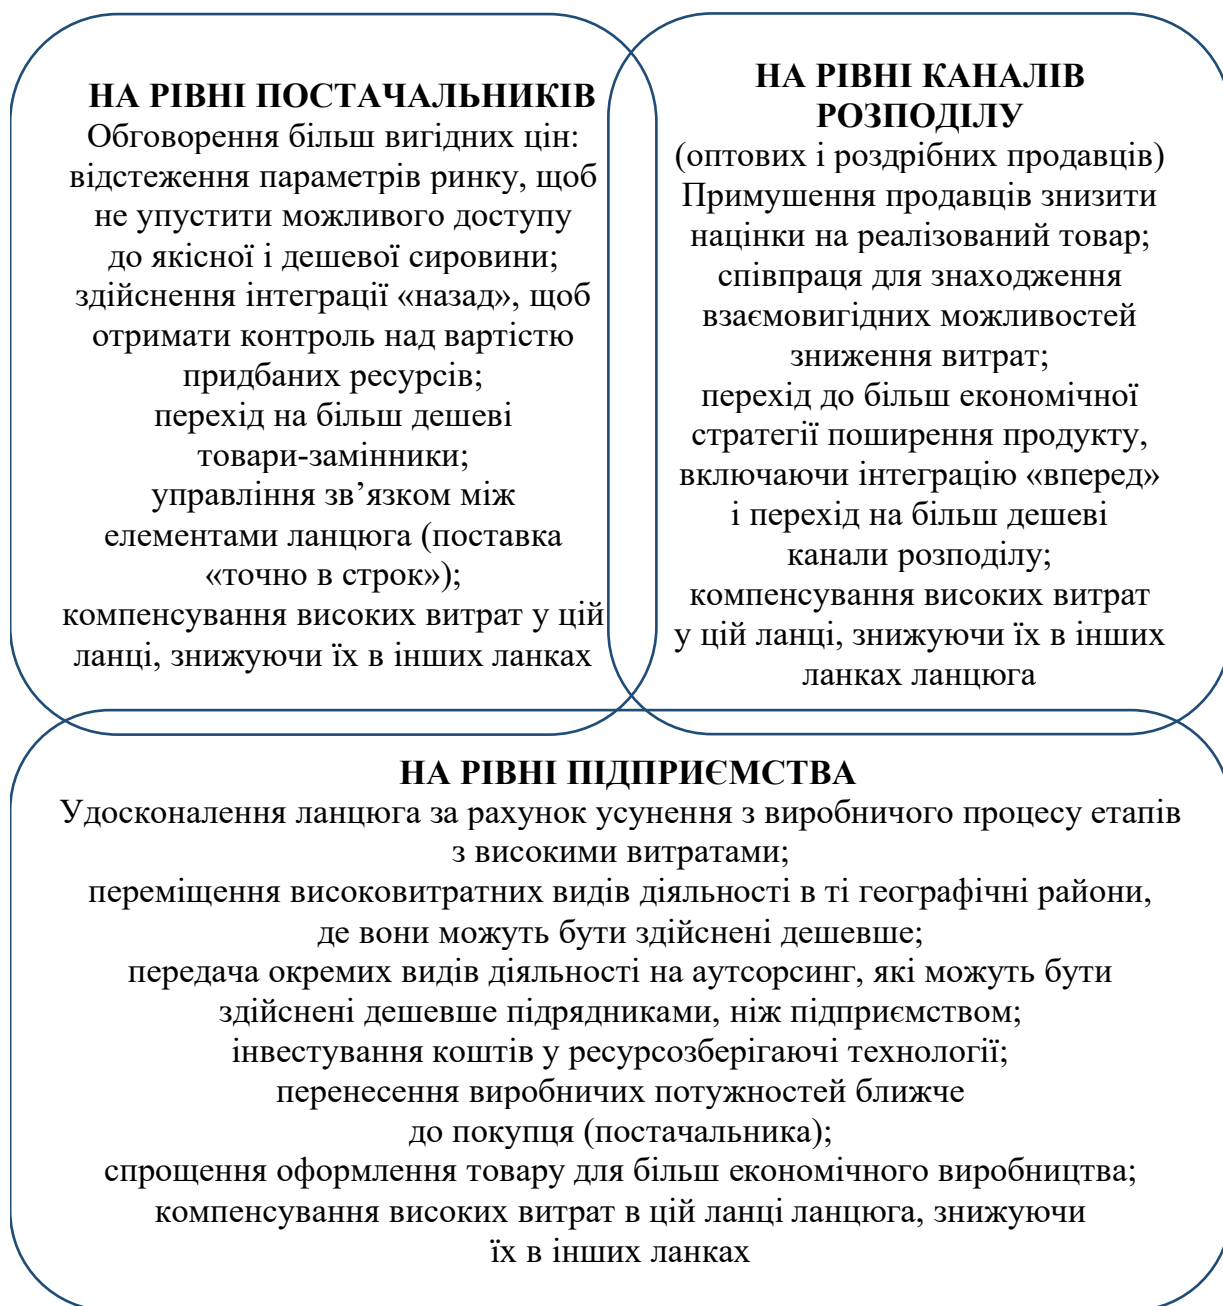 НА РІВНІ ПОСТАЧАЛЬНИКІВ
Обговорення більш вигідних цін:
відстеження параметрів ринку, щоб
не упустити можливого доступу
до якісної і дешевої сировини;
здійснення інтеграції «назад», щоб
отримати контроль над вартістю
придбаних ресурсів;
перехід на більш дешеві
товари-замінники;
управління зв’язком між
елементами ланцюга (поставка
«точно в строк»);
компенсування високих витрат у цій
ланці, знижуючи їх в інших ланках
НА РІВНІ КАНАЛІВ
РОЗПОДІЛУ
(оптових і роздрібних продавців)
Примушення продавців знизити
націнки на реалізований товар;
співпраця для знаходження
взаємовигідних можливостей
зниження витрат;
перехід до більш економічної
стратегії поширення продукту,
включаючи інтеграцію «вперед»
і перехід на більш дешеві
канали розподілу;
компенсування високих витрат
у цій ланці, знижуючи їх в інших
ланках ланцюга
НА РІВНІ ПІДПРИЄМСТВА
Удосконалення ланцюга за рахунок усунення з виробничого процесу етапів
з високими витратами;
переміщення високовитратних видів діяльності в ті географічні райони,
де вони можуть бути здійснені дешевше;
передача окремих видів діяльності на аутсорсинг, які можуть бути
здійснені дешевше підрядниками, ніж підприємством;
інвестування коштів у ресурсозберігаючі технології;
перенесення виробничих потужностей ближче
до покупця (постачальника);
спрощення оформлення товару для більш економічного виробництва;
компенсування високих витрат в цій ланці ланцюга, знижуючи
їх в інших ланках